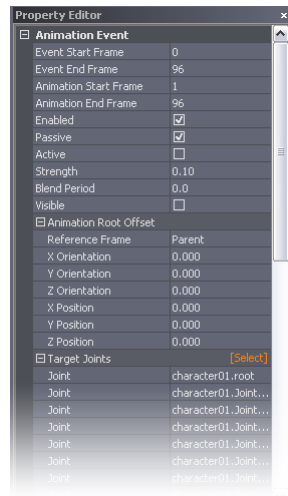 Property Editor x
Animation Event
Event Start Frame 0
Event End Frame 96
Animation Start Frame 1
Animation End Frame 96
Enabled
Passive
Active
Strength 0.10
Blend Period 0.0
Visible
Animation Root Offset
Reference Frame Parent
X Orientation 0.000
Y Orientation 0.000
Z Orientation 0.000
X Position 0.000
Y Position 0.000
Z Position 0.000
Target Joints [Select]
Joint character01.root
Joint character01.Joint...
Joint character01.Joint...
Joint character01.Joint...
Joint character01.Joint...
Joint character01.Joint...
Joint character01.Joint...